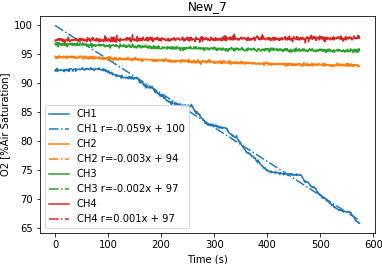 New_7
100
95
90
85
80
75
70
65
O2 [%Air Saturation]
CH1
CH1 r=-0.059x + 100
CH2
CH2 r=-0.003x + 94
CH3
CH3 r=-0.002x + 97
CH4
CH4 r=0.001x + 97
0 100 200 300 400 500 600
Time (s)